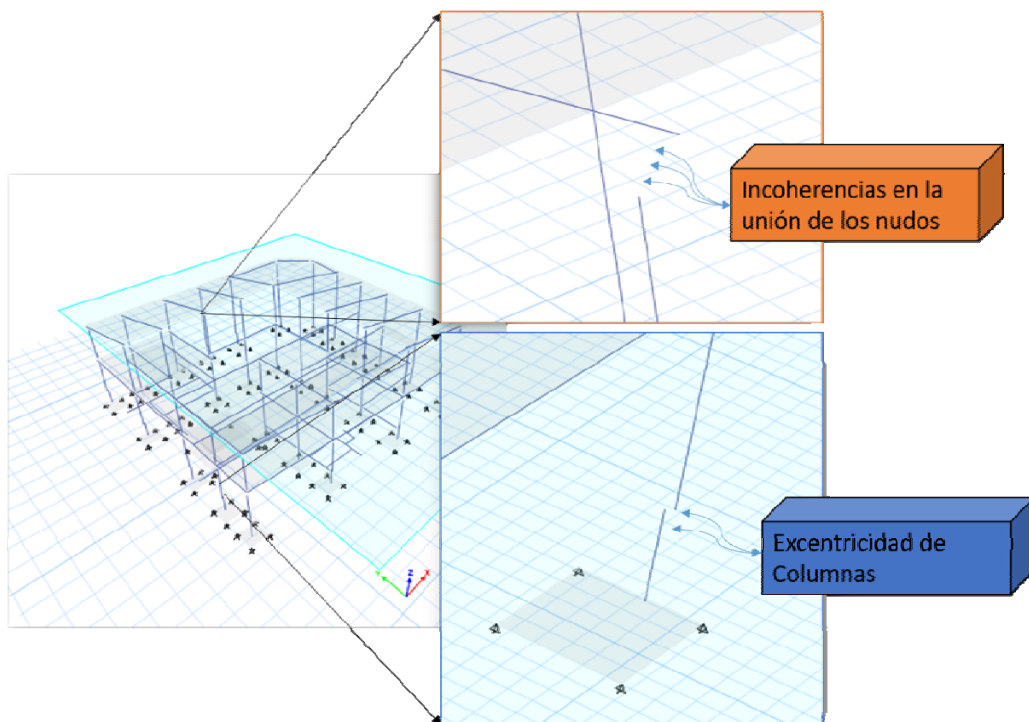 Incoherencias en la
unión de los nudos
Excentricidad de
Columnas
Y
Z
X